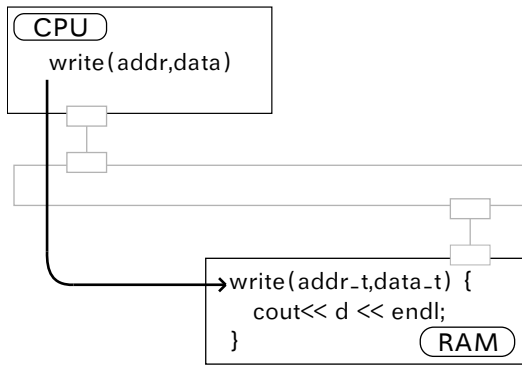 CPU
write(addr,data)
write(addr_t,data_t) {
cout<< d << endl;
}
RAM